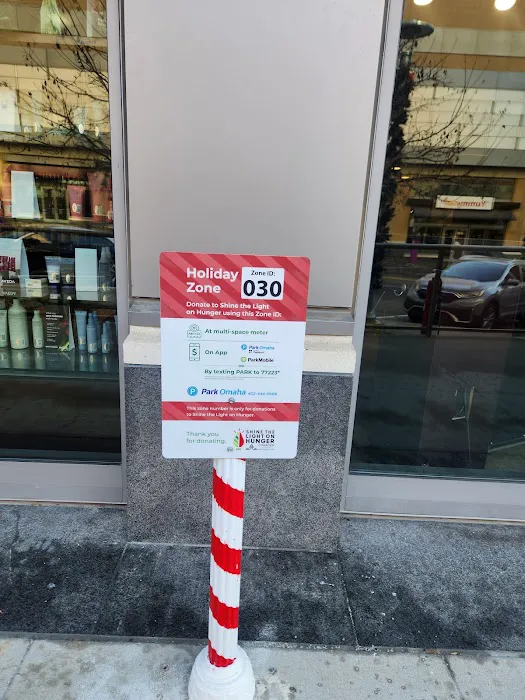 Holiday
Zone
Zone ID:
030
Donate to Shine the Light
on Hunger using this Zone ID:
At multi-space meter
On App
Park Omaha
ParkMobile
By texting PARK to 77223*
Park Omaha
This zone number is only for donations
to Shine the Light on Hunger.
Thank you
for donating.
SHINE THE
LIGHT ON
HUNGER
AVEDA